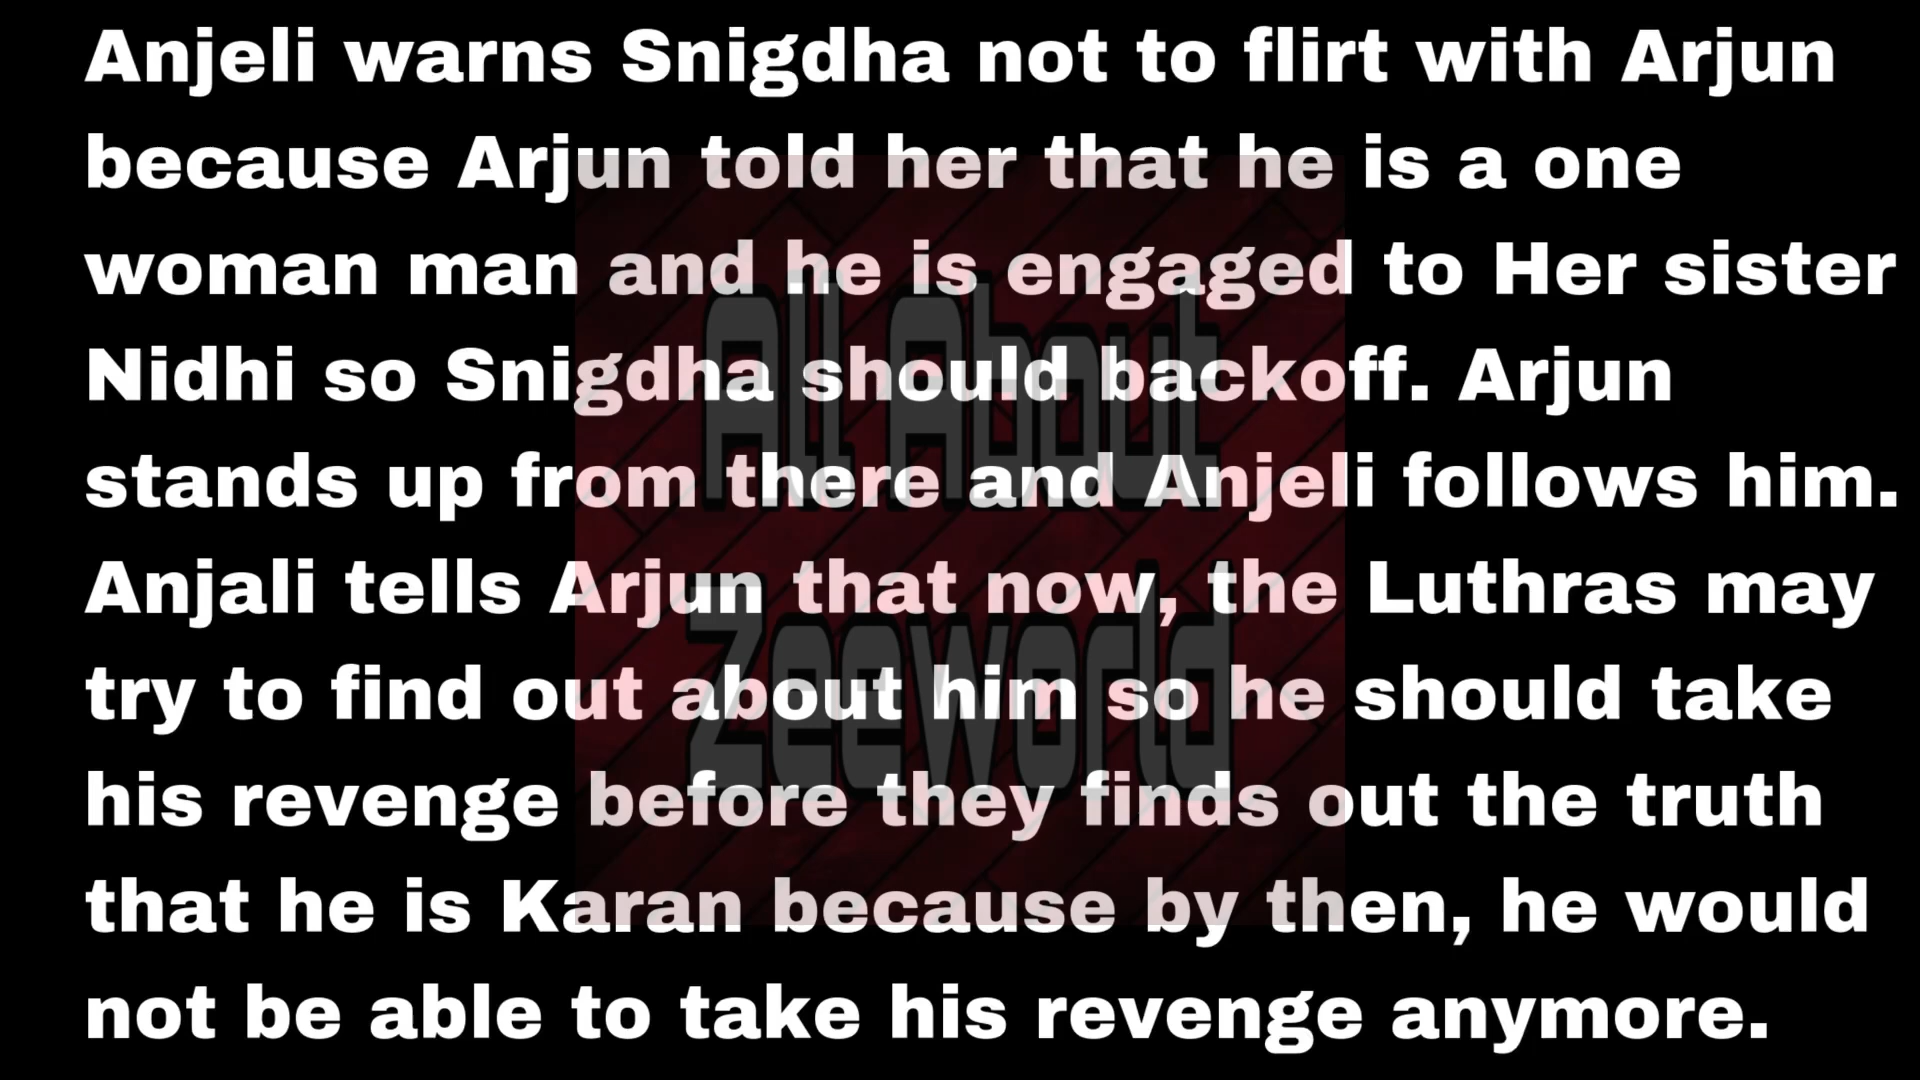 Anjeli warns Snigdha not to flirt with Arjun
because Arjun told her that he is a one
woman man and he is engaged to Her sister
Nidhi so Snigdha should backoff. Arjun
stands up from there and Anjeli follows him.
Anjali tells Arjun that now, the Luthras may
try to find out about him so he should take
his revenge before they finds out the truth
that he is Karan because by then, he would
not be able to take his revenge anymore.
All About
Zeeworld